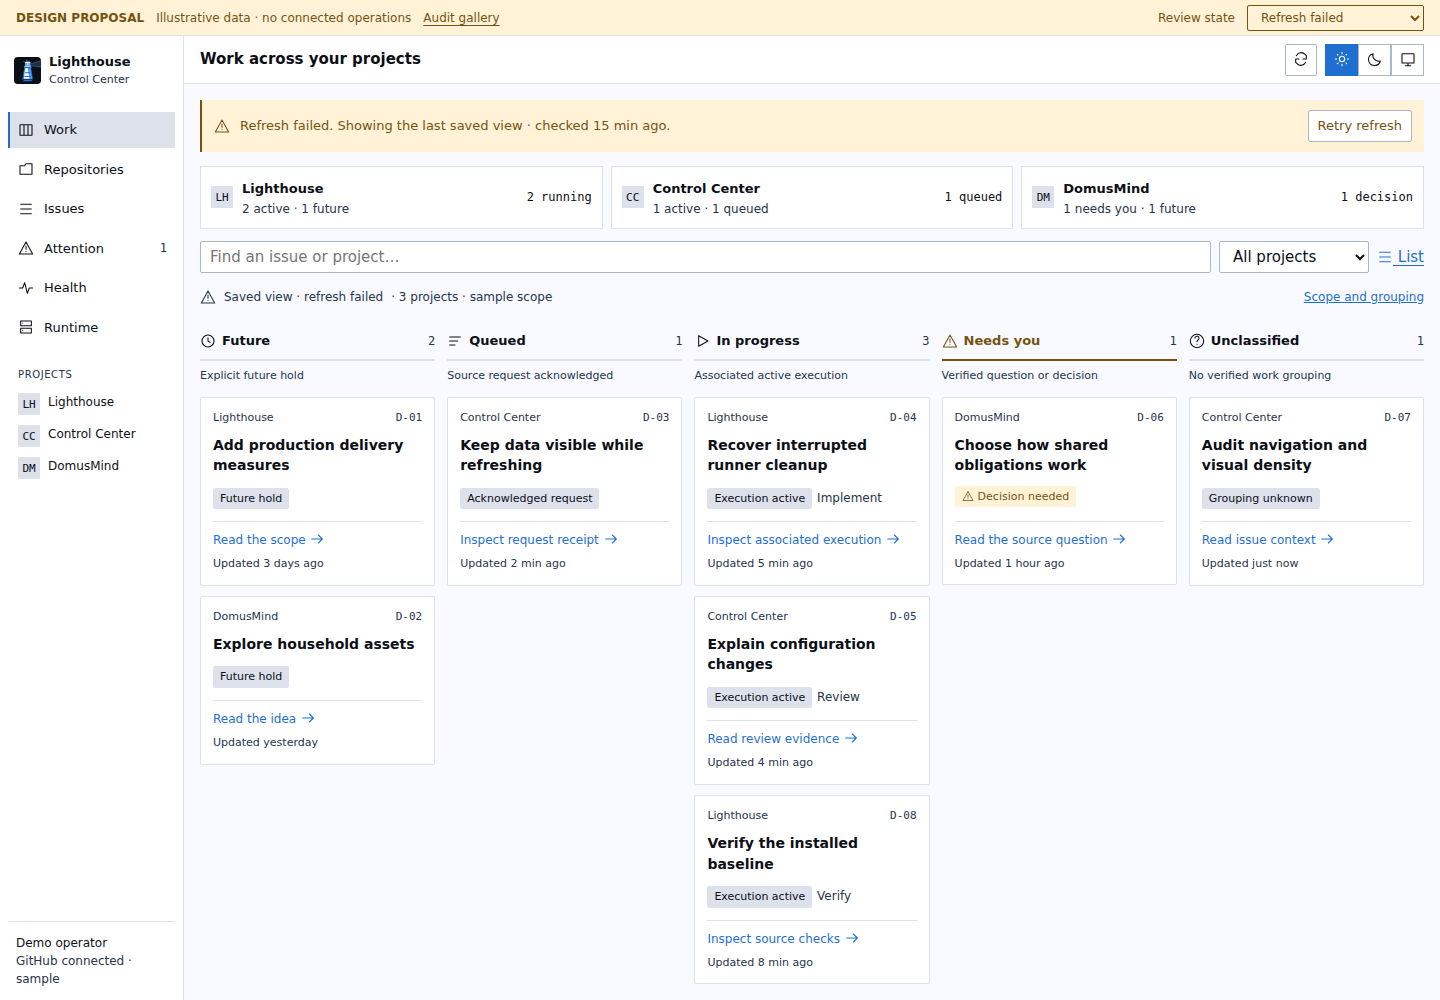 DESIGN PROPOSAL Illustrative data · no connected operations Audit gallery Review state Refresh failed
Lighthouse
Control Center
Work across your projects
Work
Repositories
Issues
Attention 1
Health
Runtime
PROJECTS
LH Lighthouse
CC Control Center
DM DomusMind
Demo operator
GitHub connected ·
sample
Refresh failed. Showing the last saved view · checked 15 min ago. Retry refresh
LH Lighthouse 2 running
2 active · 1 future
CC Control Center 1 queued
1 active · 1 queued
DM DomusMind 1 decision
1 needs you · 1 future
Find an issue or project… All projects List
Saved view · refresh failed · 3 projects · sample scope Scope and grouping
Future 2
Explicit future hold
Lighthouse D-01
Add production delivery
measures
Future hold
Read the scope
Updated 3 days ago
DomusMind D-02
Explore household assets
Future hold
Read the idea
Updated yesterday
Queued 1
Source request acknowledged
Control Center D-03
Keep data visible while
refreshing
Acknowledged request
Inspect request receipt
Updated 2 min ago
In progress 3
Associated active execution
Lighthouse D-04
Recover interrupted
runner cleanup
Execution active Implement
Inspect associated execution
Updated 5 min ago
Control Center D-05
Explain configuration
changes
Execution active Review
Read review evidence
Updated 4 min ago
Lighthouse D-08
Verify the installed
baseline
Execution active Verify
Inspect source checks
Updated 8 min ago
Needs you 1
Verified question or decision
DomusMind D-06
Choose how shared
obligations work
Decision needed
Read the source question
Updated 1 hour ago
Unclassified 1
No verified work grouping
Control Center D-07
Audit navigation and
visual density
Grouping unknown
Read issue context
Updated just now